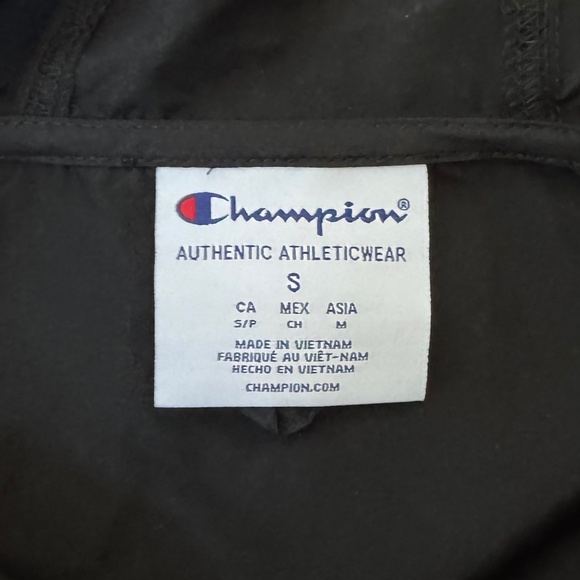 Champion®
AUTHENTIC ATHLETICWEAR
S
CA MEX ASIA
S/P CH M
MADE IN VIETNAM
FABRIQUÉ AU VIÊT-NAM
HECHO EN VIETNAM
CHAMPION.COM